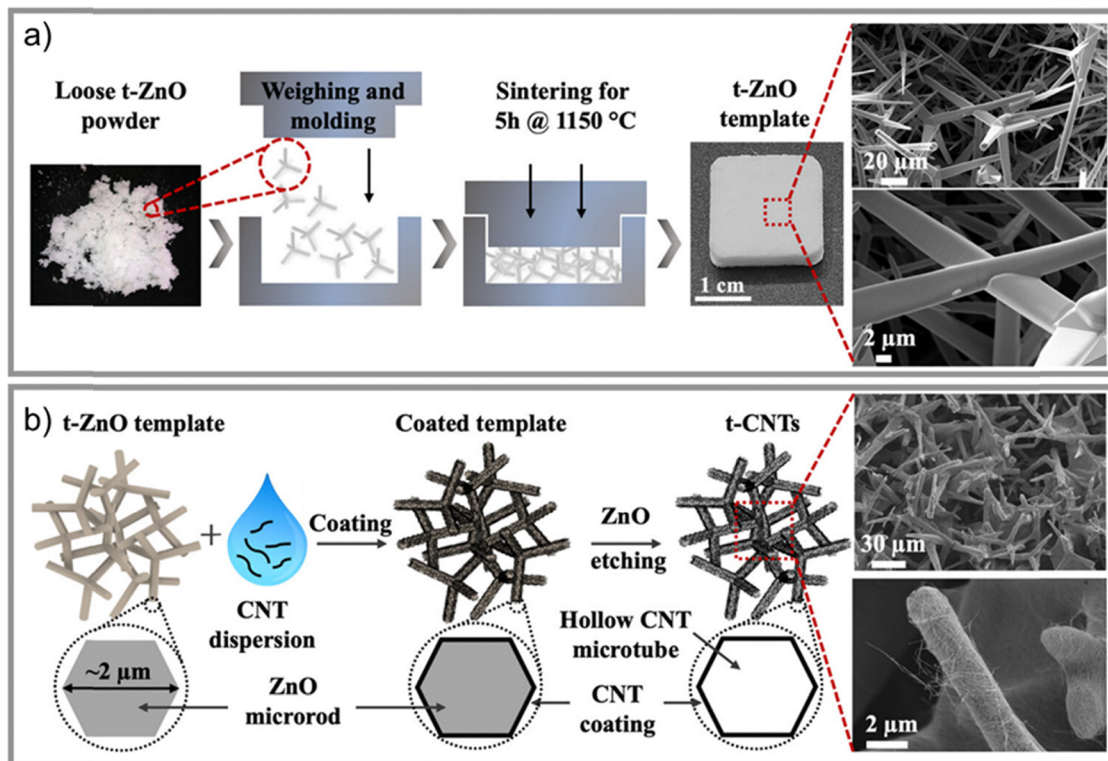 a)
Loose t-ZnO
powder
Weighing and
molding
Sintering for
5h @ 1150 °C
t-ZnO
template
1 cm
20 µm
2 µm
b)
t-ZnO template
+
Coating
CNT
dispersion
Coated template
ZnO
etching
t-CNTs
~2 µm
ZnO
microrod
Hollow CNT
microtube
CNT
coating
30 µm
2 µm